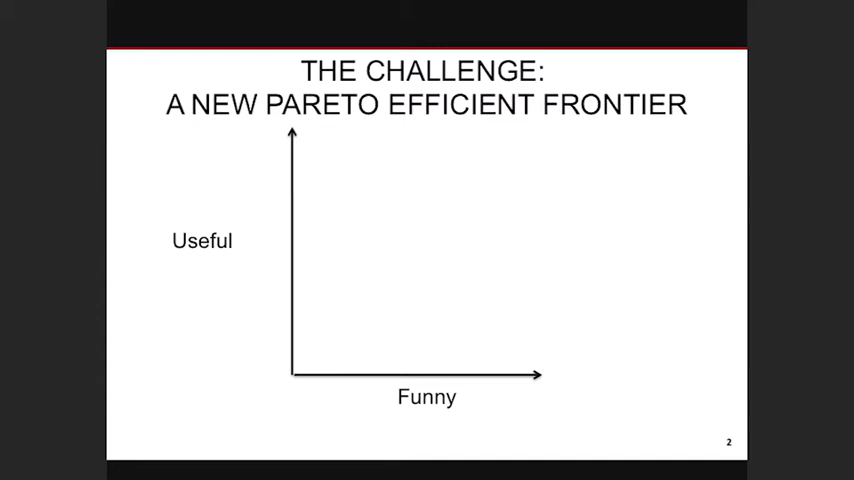 THE CHALLENGE:
A NEW PARETO EFFICIENT FRONTIER
Useful
Funny
2